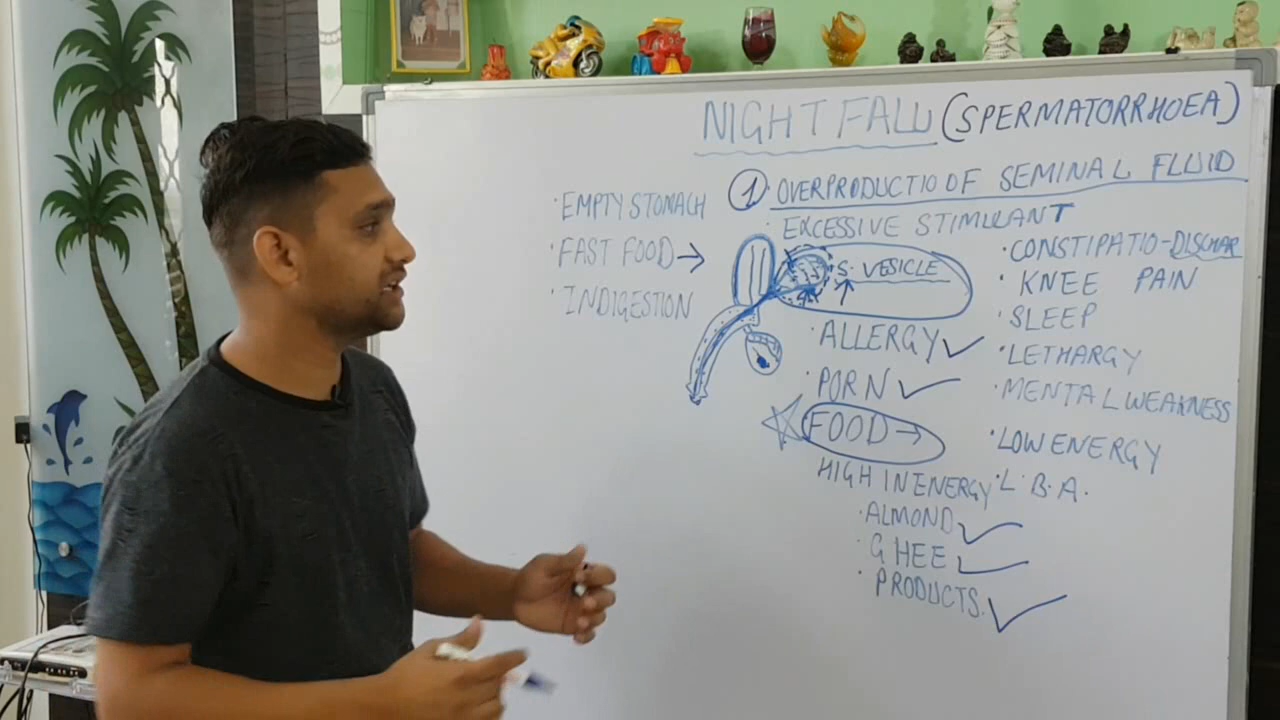 NIGHT FALL (SPERMATORRHOEA)
① OVERPRODUCTIO OF SEMINAL FLUID
· EXCESSIVE STIMULANT
S. VESICLE
· ALLERGY
· PORN
FOOD →
HIGH IN ENERGY
· ALMOND
· GHEE
· PRODUCTS.
· EMPTY STOMACH
· FAST FOOD →
· INDIGESTION
· CONSTIPATIO-DISCHAR
· KNEE PAIN
· SLEEP
· LETHARGY
· MENTAL WEAKNESS
· LOW ENERGY
· L. B. A.